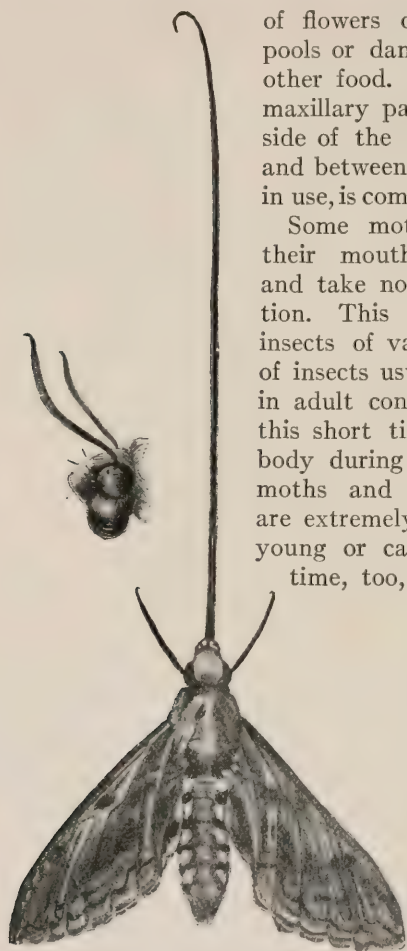 of flowers
pools or dam
other food.
maxillary pa
side of the
and between
in use, is com
Some mot
their mouth
and take no
tion. This
insects of va
of insects usu
in adult con
this short ti
body during
moths and
are extremely
young or ca
time, too,